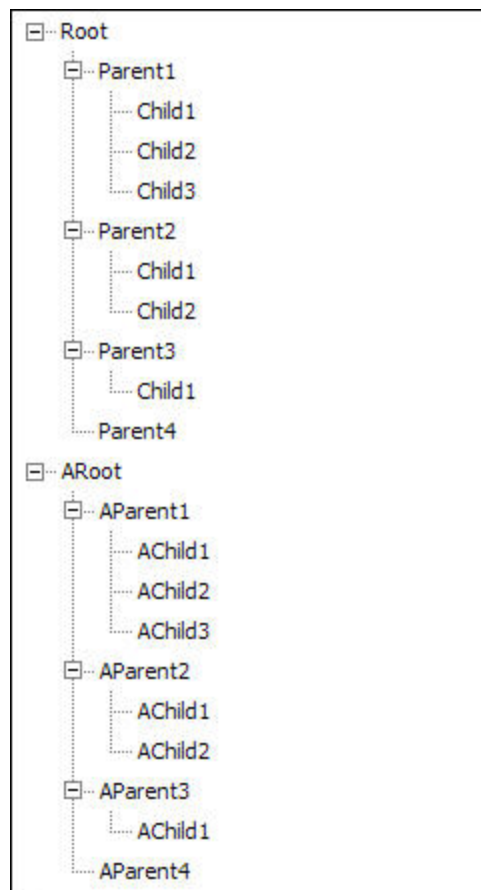 Root
Parent1
Child1
Child2
Child3
Parent2
Child1
Child2
Parent3
Child1
Parent4
ARoot
AParent1
AChild1
AChild2
AChild3
AParent2
AChild1
AChild2
AParent3
AChild1
AParent4